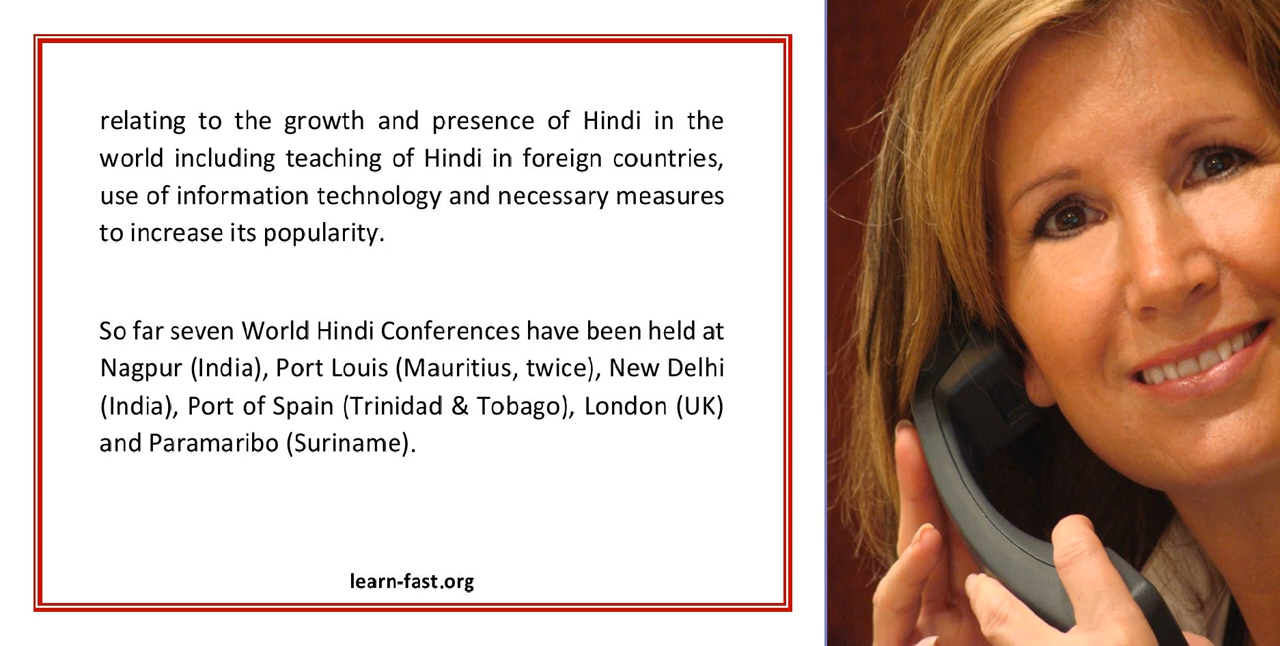 relating to the growth and presence of Hindi in the
world including teaching of Hindi in foreign countries,
use of information technology and necessary measures
to increase its popularity.
So far seven World Hindi Conferences have been held at
Nagpur (India), Port Louis (Mauritius, twice), New Delhi
(India), Port of Spain (Trinidad & Tobago), London (UK)
and Paramaribo (Suriname).
learn-fast.org